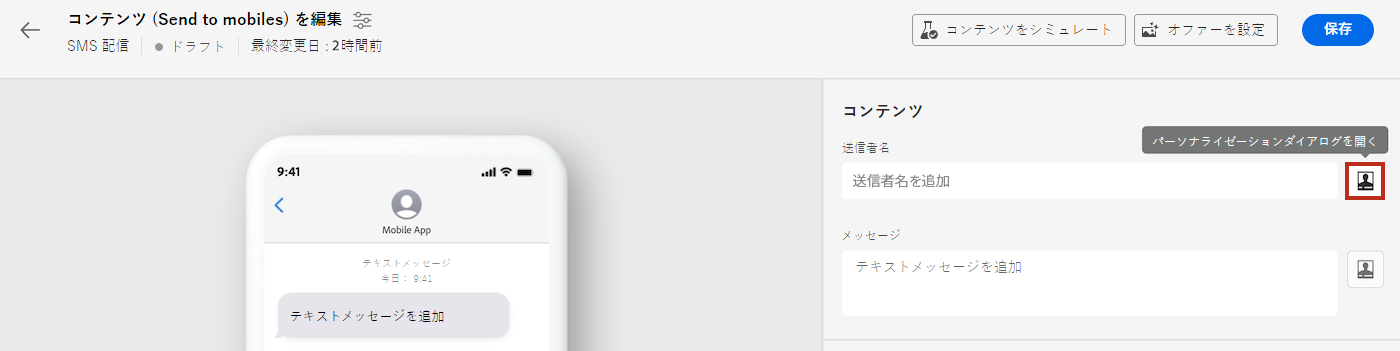 コンテンツ (Send to mobiles) を編集
SMS 配信
ドラフト
最終変更日 : 2時間前
コンテンツをシミュレート
オファーを設定
保存
9:41
Mobile App
テキストメッセージ
今日： 9:41
テキストメッセージを追加
コンテンツ
パーソナライゼーションダイアログを開く
送信者名
送信者名を追加
メッセージ
テキストメッセージを追加